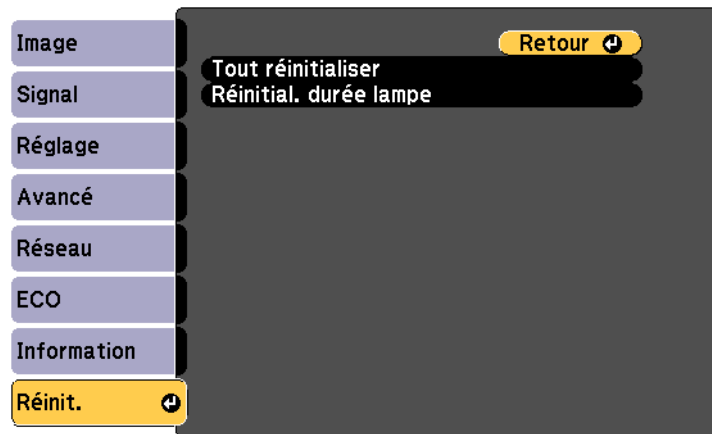 Image
Signal
Réglage
Avancé
Réseau
ECO
Information
Réinit.
Retour
Tout réinitialiser
Réinitial. durée lampe